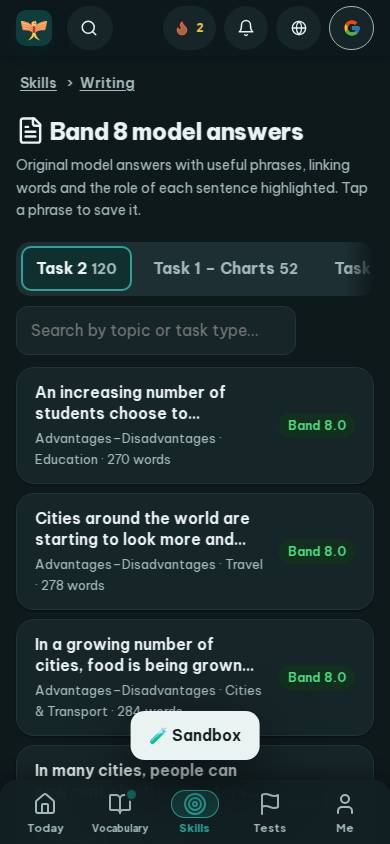 2
Skills > Writing
Band 8 model answers
Original model answers with useful phrases, linking
words and the role of each sentence highlighted. Tap
a phrase to save it.
Task 2 120
Task 1 – Charts 52
Task
Search by topic or task type...
An increasing number of
students choose to...
Advantages–Disadvantages ·
Education · 270 words
Band 8.0
Cities around the world are
starting to look more and...
Advantages–Disadvantages · Travel
· 278 words
Band 8.0
In a growing number of
cities, food is being grown...
Advantages–Disadvantages · Cities
& Transport · 284 words
Band 8.0
🧪 Sandbox
In many cities, people can
Today
Vocabulary
Skills
Tests
Me